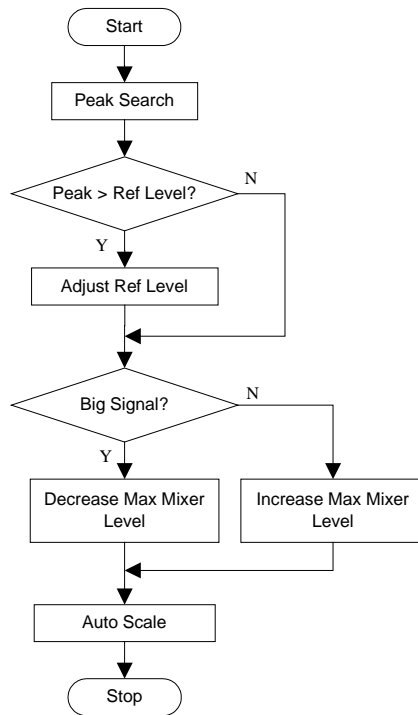 Start
Peak Search
Peak > Ref Level?
N
Y
Adjust Ref Level
Big Signal?
N
Y
Decrease Max Mixer
Level
Increase Max Mixer
Level
Auto Scale
Stop